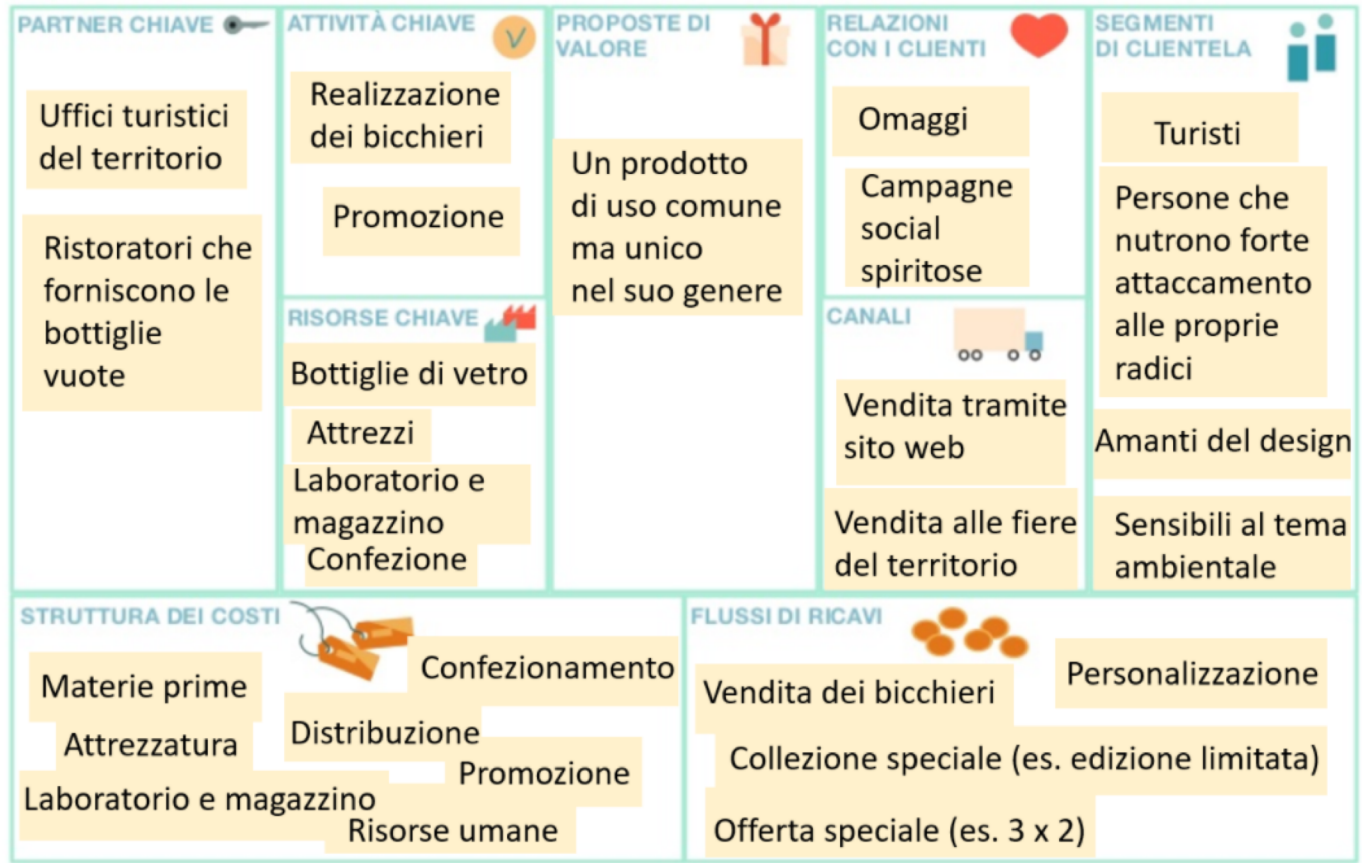 PARTNER CHIAVE
Uffici turistici
del territorio
Ristoratori che
forniscono le
bottiglie
vuote
ATTIVITÀ CHIAVE
Realizzazione
dei bicchieri
Promozione
RISORSE CHIAVE
Bottiglie di vetro
Attrezzi
Laboratorio e
magazzino
Confezione
PROPOSTE DI
VALORE
Un prodotto
di uso comune
ma unico
nel suo genere
RELAZIONI
CON I CLIENTI
Omaggi
Campagne
social
spiritose
CANALI
Vendita tramite
sito web
Vendita alle fiere
del territorio
SEGMENTI
DI CLIENTELA
Turisti
Persone che
nutrono forte
attaccamento
alle proprie
radici
Amanti del design
Sensibili al tema
ambientale
STRUTTURA DEI COSTI
Confezionamento
Materie prime
Distribuzione
Attrezzatura
Promozione
Laboratorio e magazzino
Risorse umane
FLUSSI DI RICAVI
Personalizzazione
Vendita dei bicchieri
Collezione speciale (es. edizione limitata)
Offerta speciale (es. 3 x 2)